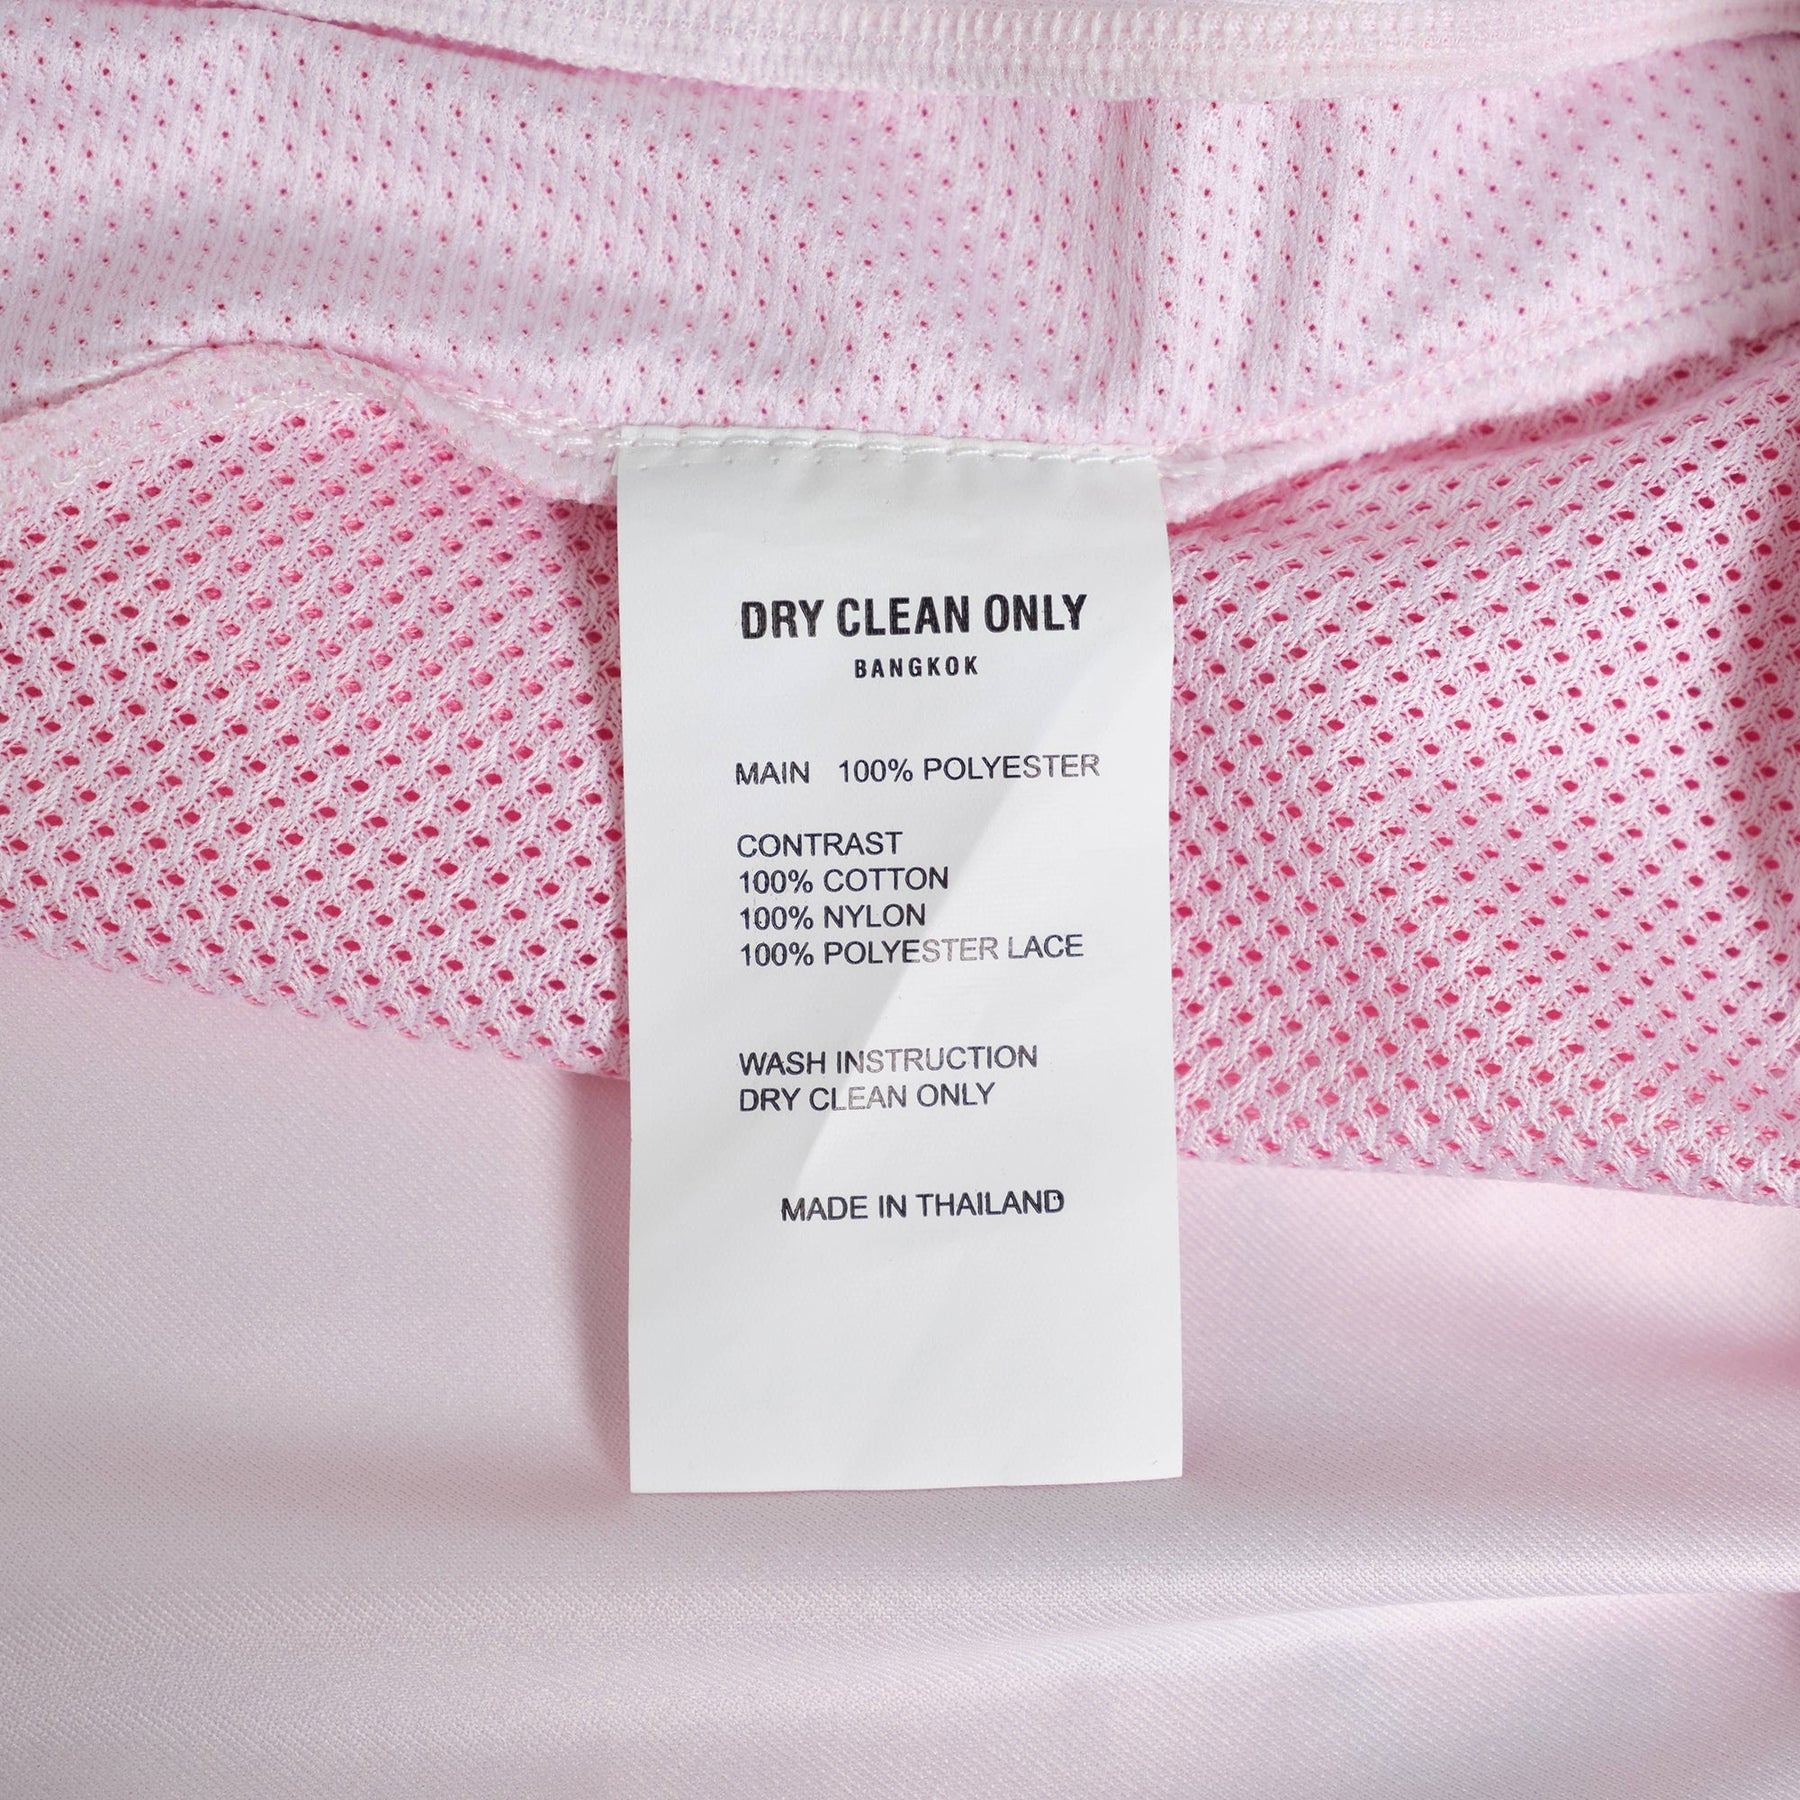 DRY CLEAN ONLY
BANGKOK
MAIN 100% POLYESTER
CONTRAST
100% COTTON
100% NYLON
100% POLYESTER LACE
WASH INSTRUCTION
DRY CLEAN ONLY
MADE IN THAILAND